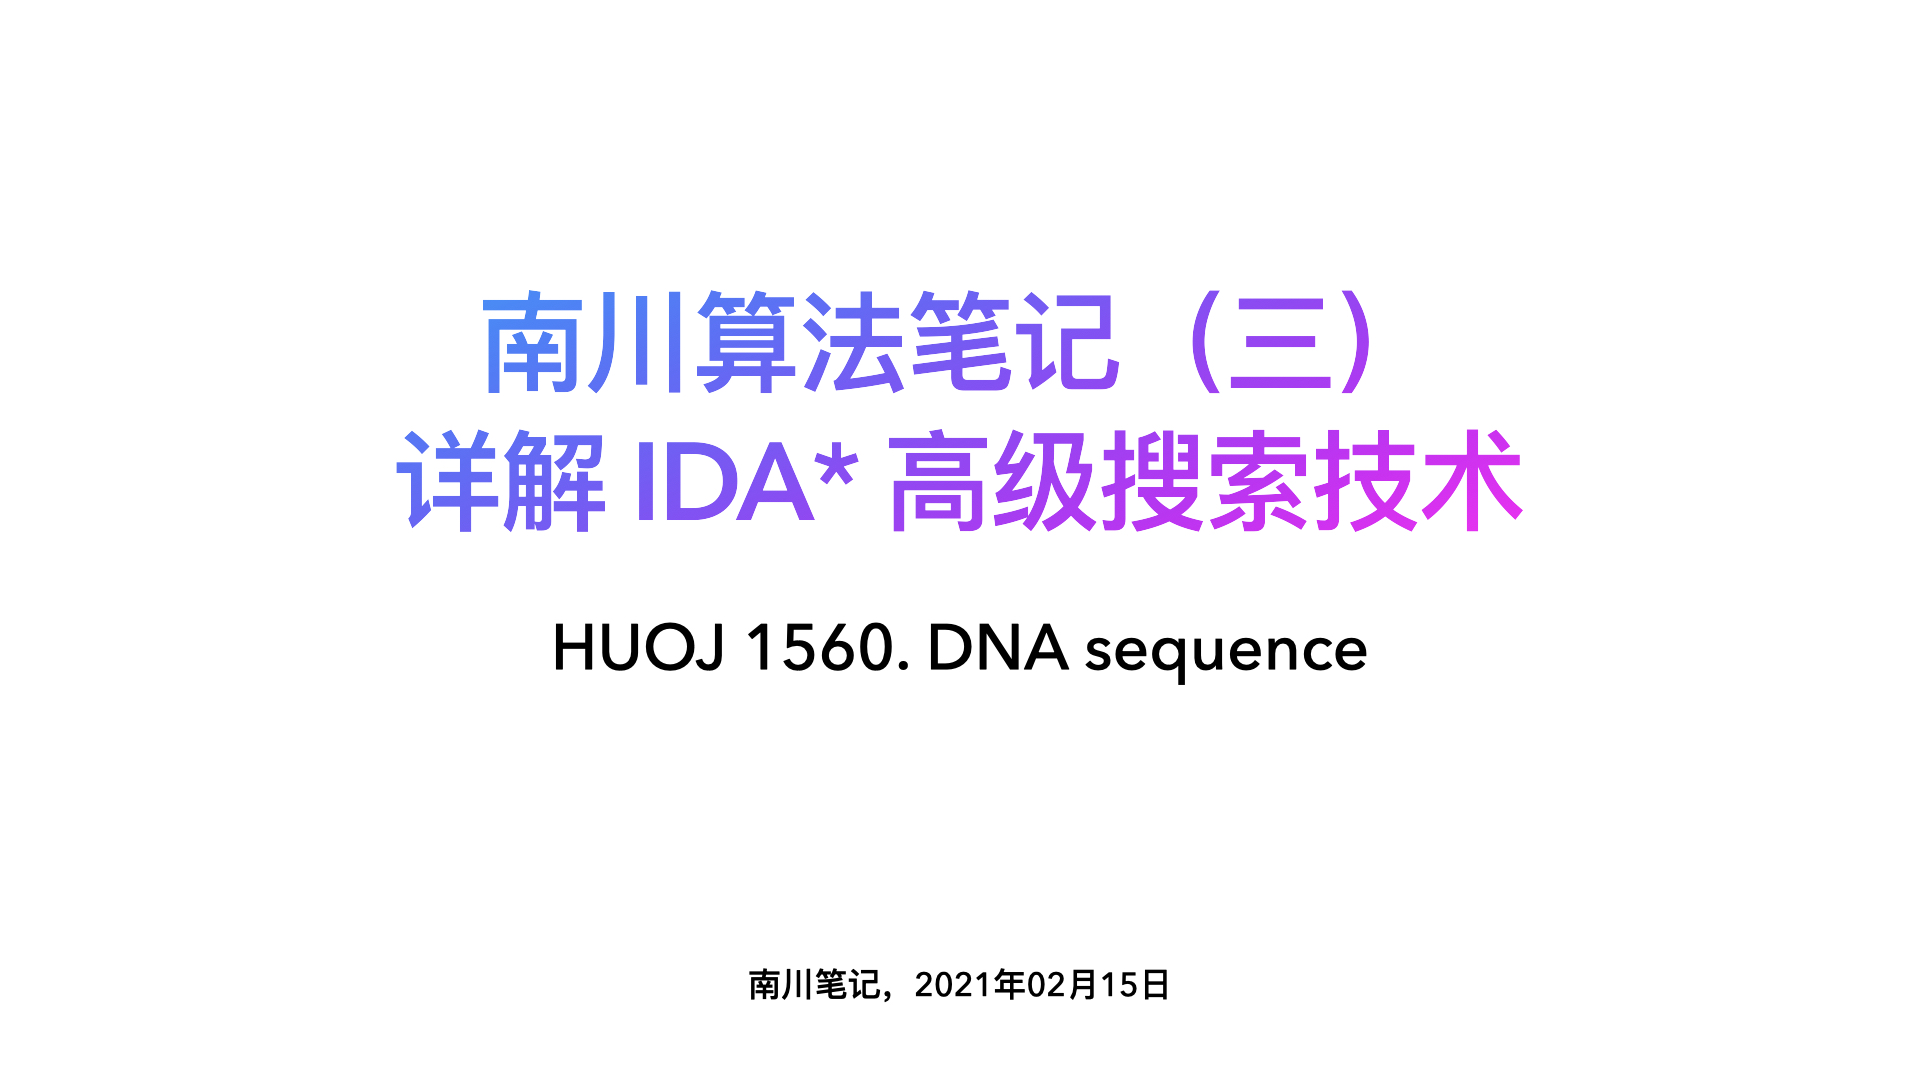 南川算法笔记（三）
详解 IDA* 高级搜索技术
HUOJ 1560. DNA sequence
南川笔记，2021年02月15日